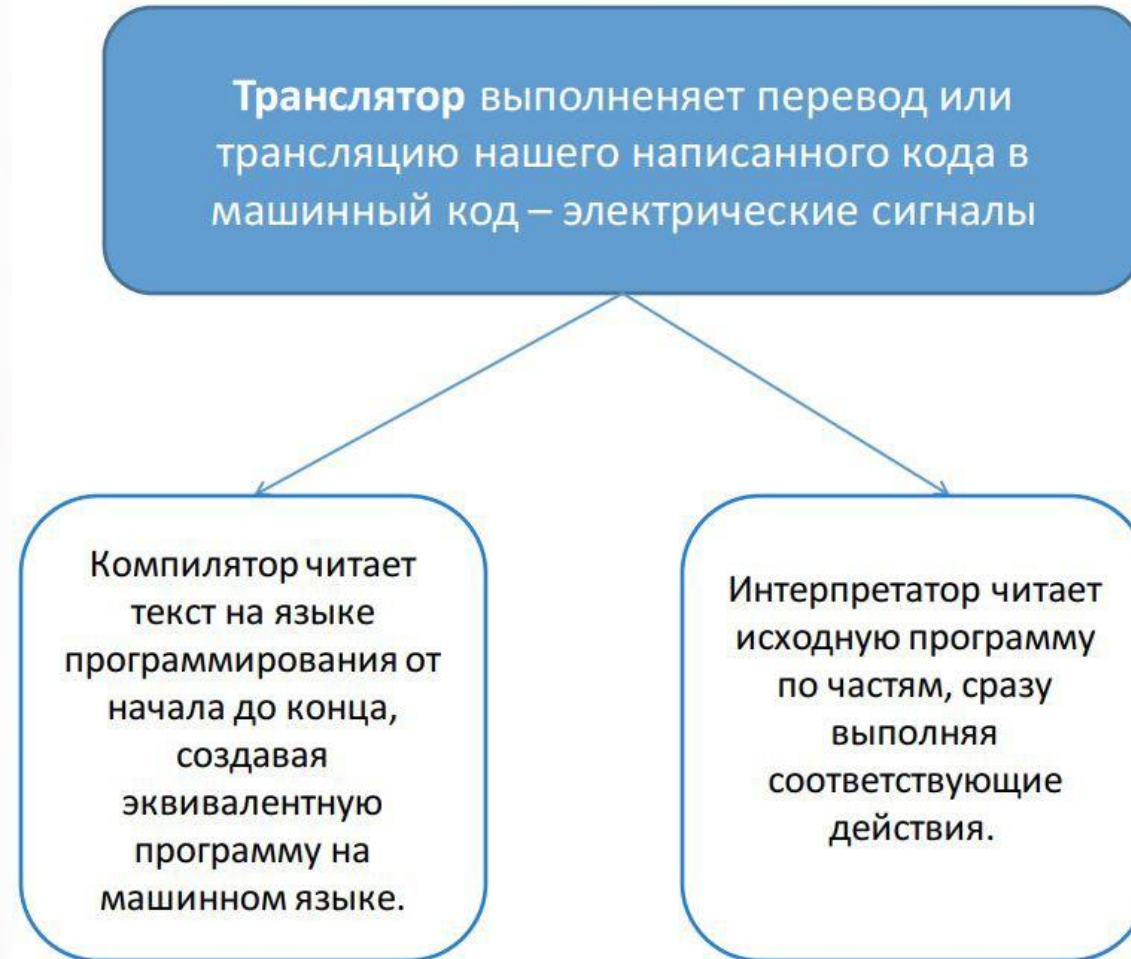 Транслятор выполненяет перевод или
трансляцию нашего написанного кода в
машинный код – электрические сигналы
Компилятор читает
текст на языке
программирования от
начала до конца,
создавая
эквивалентную
программу на
машинном языке.
Интерпретатор читает
исходную программу
по частям, сразу
выполняя
соответствующие
действия.